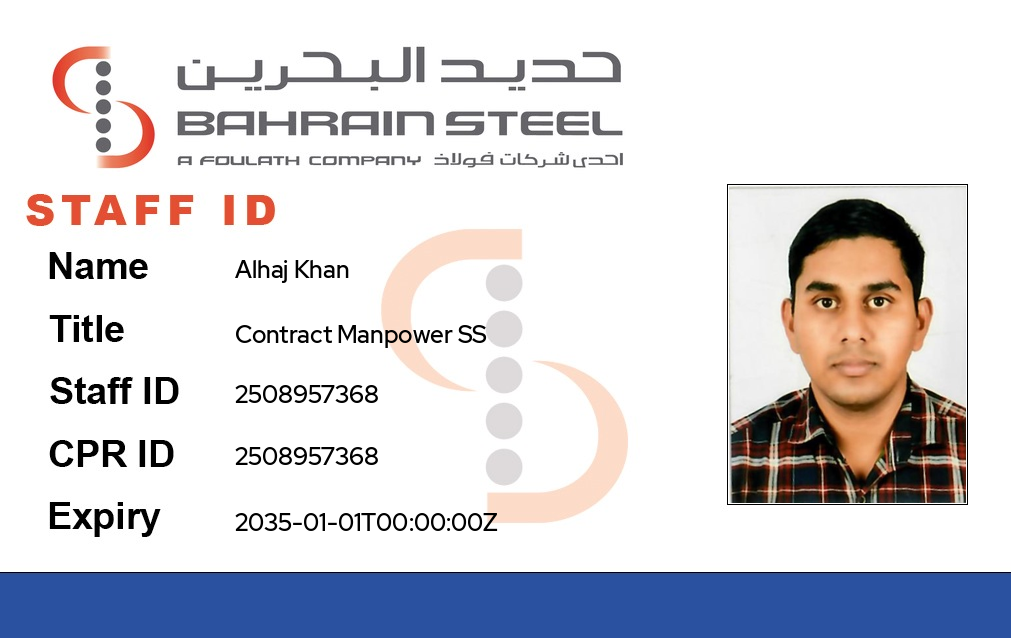 حديد البحرين
BAHRAIN STEEL
A FOULATH COMPANY احدى شركات فولاذ
STAFF ID
Name Alhaj Khan
Title Contract Manpower SS
Staff ID 2508957368
CPR ID 2508957368
Expiry 2035-01-01T00:00:00Z